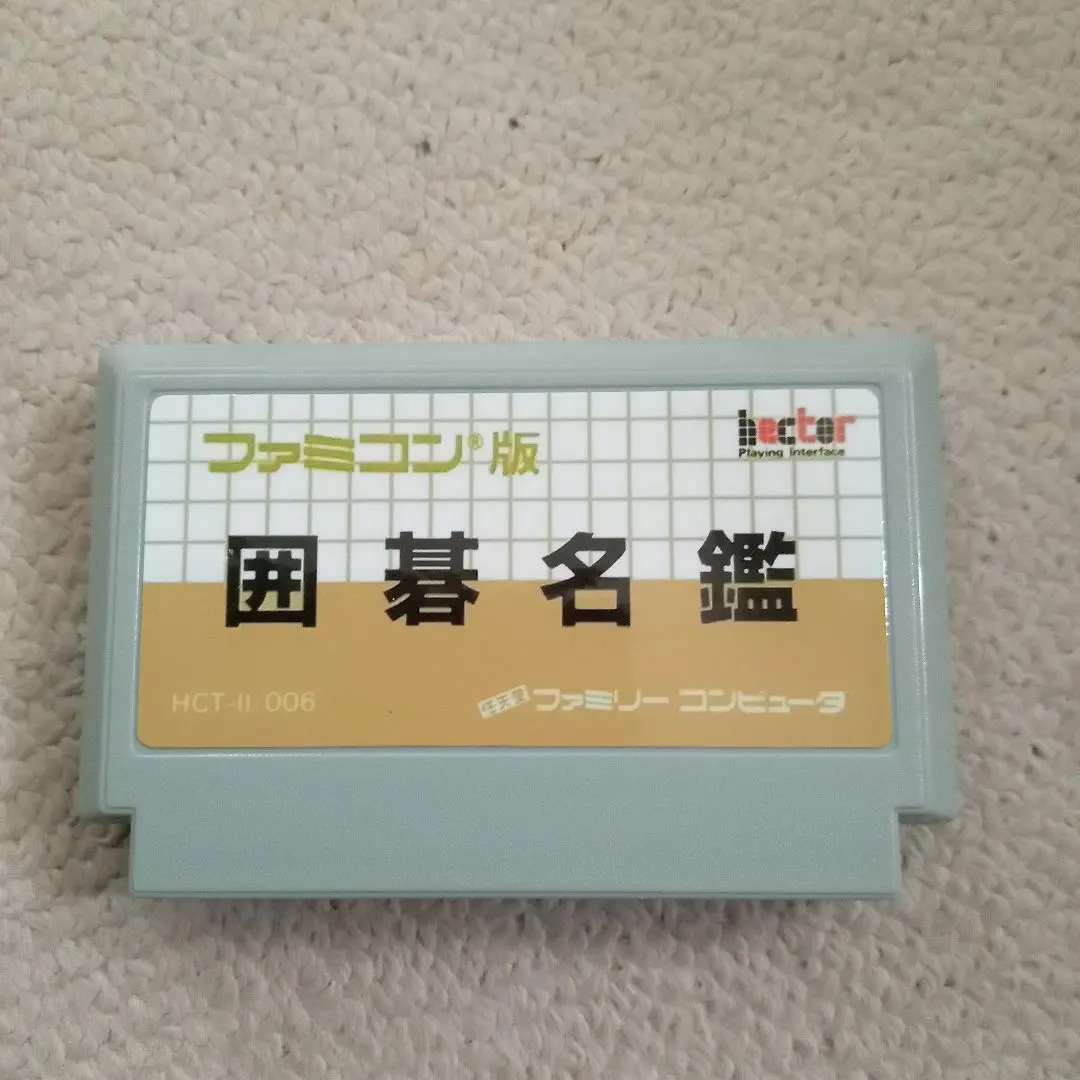 ファミコン®版
hector
Playing Interface
囲碁名鑑
HCT-II 006
任天堂 ファミリー コンピュータ